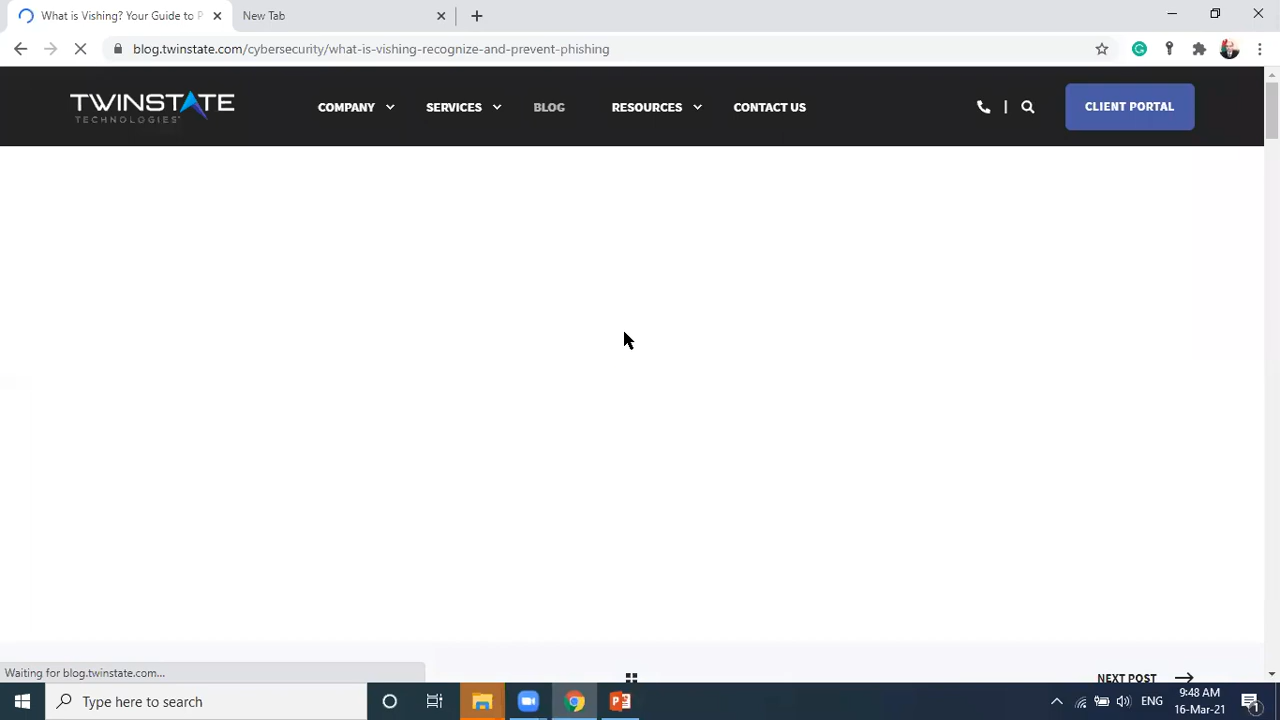 What is Vishing? Your Guide to P
New Tab
blog.twinstate.com/cybersecurity/what-is-vishing-recognize-and-prevent-phishing
TWINSTATE
TECHNOLOGIES
COMPANY
SERVICES
BLOG
RESOURCES
CONTACT US
CLIENT PORTAL
Waiting for blog.twinstate.com...
NEXT POST
Type here to search
ENG
9:48 AM
16-Mar-21
1